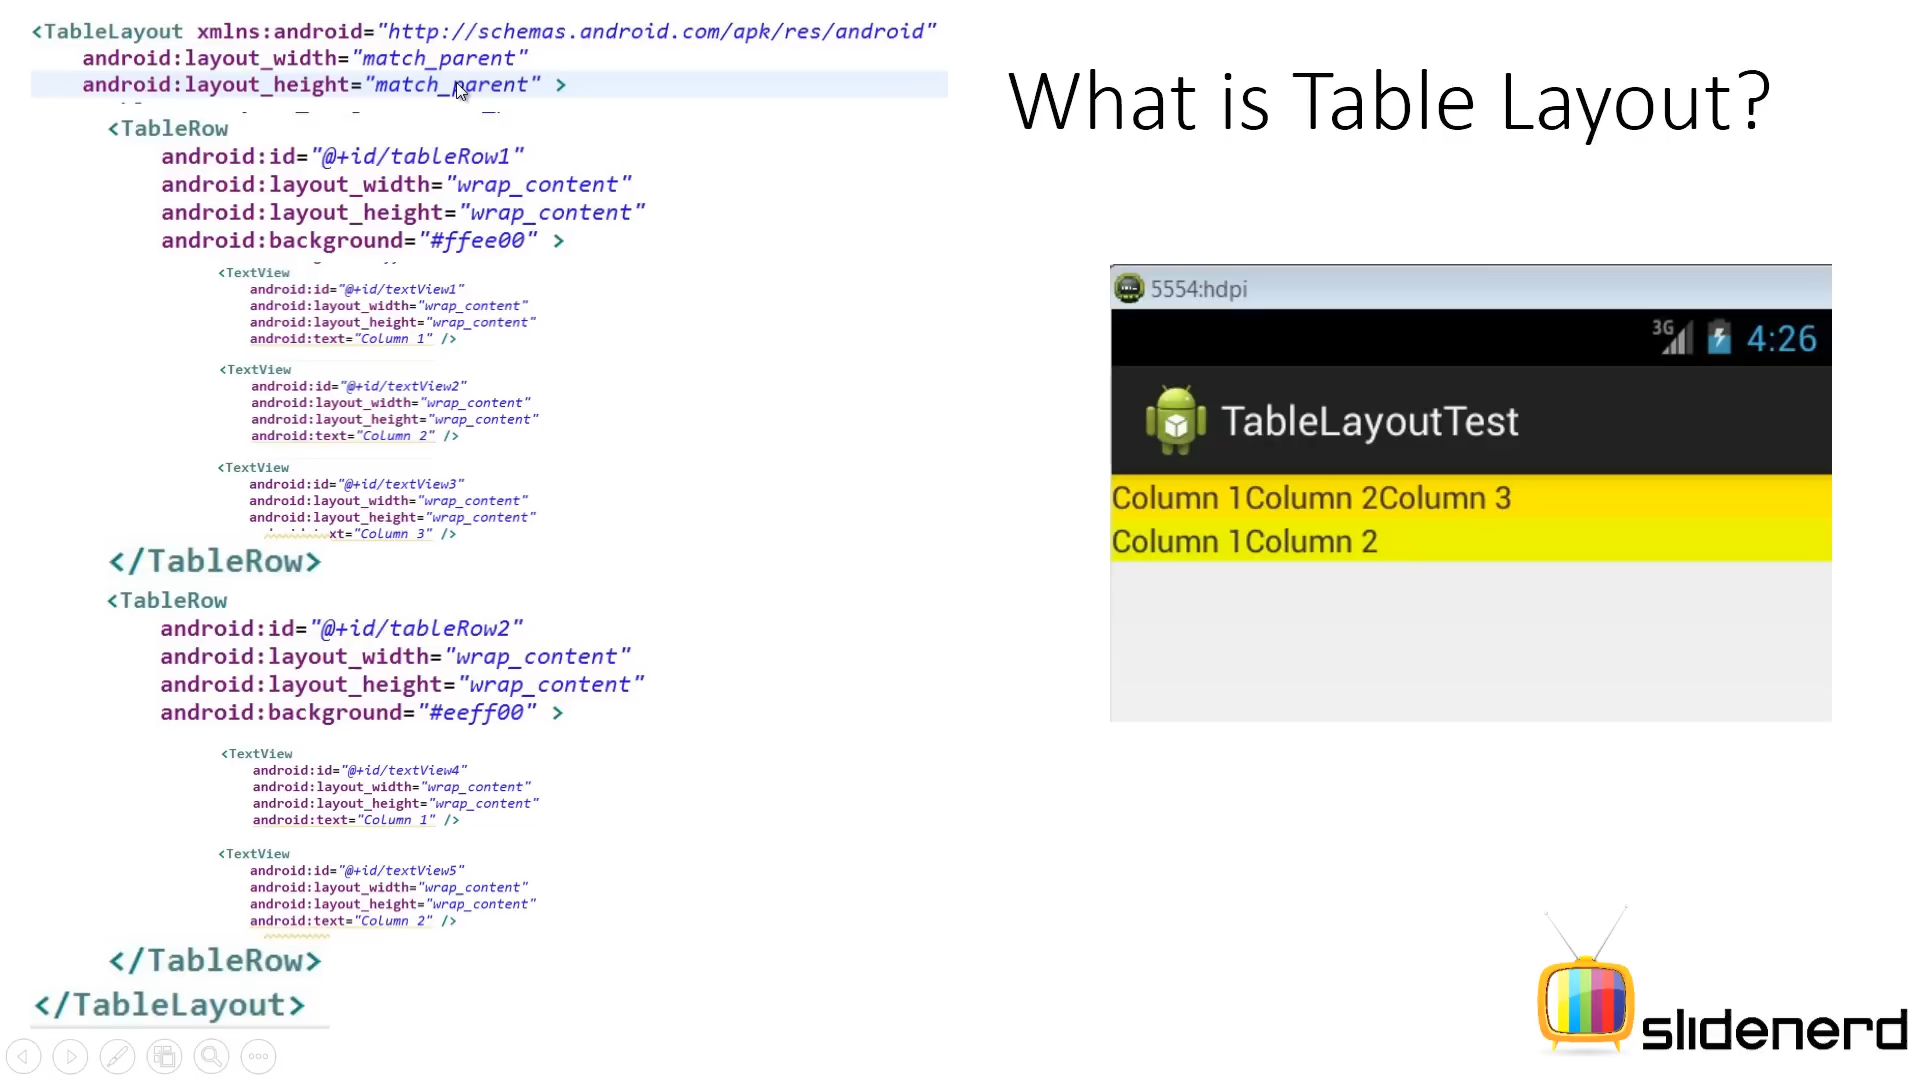 <TableLayout xmlns:android="http://schemas.android.com/apk/res/android"
android:layout_width="match_parent"
android:layout_height="match_parent" >
<TableRow
android:id="@+id/tableRow1"
android:layout_width="wrap_content"
android:layout_height="wrap_content"
android:background="#ffee00" >
<TextView
android:id="@+id/textView1"
android:layout_width="wrap_content"
android:layout_height="wrap_content"
android:text="Column 1" />
<TextView
android:id="@+id/textView2"
android:layout_width="wrap_content"
android:layout_height="wrap_content"
android:text="Column 2" />
<TextView
android:id="@+id/textView3"
android:layout_width="wrap_content"
android:layout_height="wrap_content"
xt="Column 3" />
</TableRow>
<TableRow
android:id="@+id/tableRow2"
android:layout_width="wrap_content"
android:layout_height="wrap_content"
android:background="#eeff00" >
<TextView
android:id="@+id/textView4"
android:layout_width="wrap_content"
android:layout_height="wrap_content"
android:text="Column 1" />
<TextView
android:id="@+id/textView5"
android:layout_width="wrap_content"
android:layout_height="wrap_content"
android:text="Column 2" />
</TableRow>
</TableLayout>
What is Table Layout?
5554:hdpi
3G 4:26
TableLayoutTest
Column 1Column 2Column 3
Column 1Column 2
slidenerd